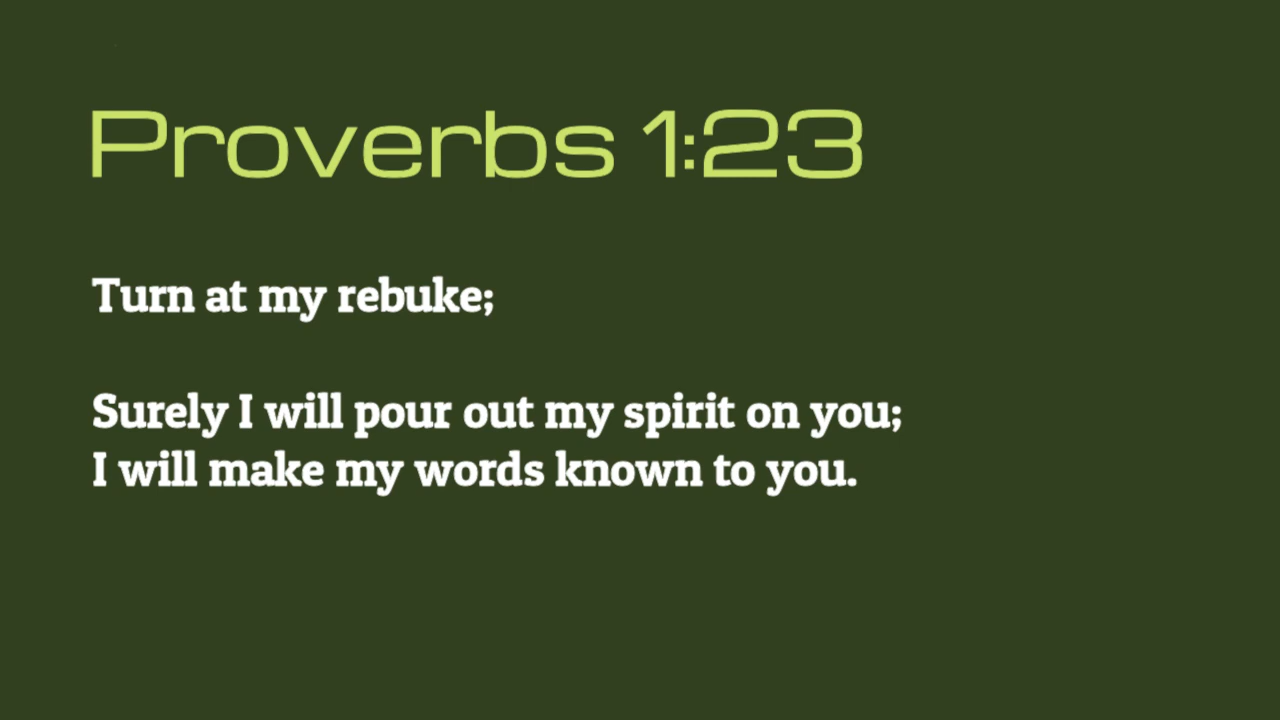 Proverbs 1:23
Turn at my rebuke;
Surely I will pour out my spirit on you;
I will make my words known to you.